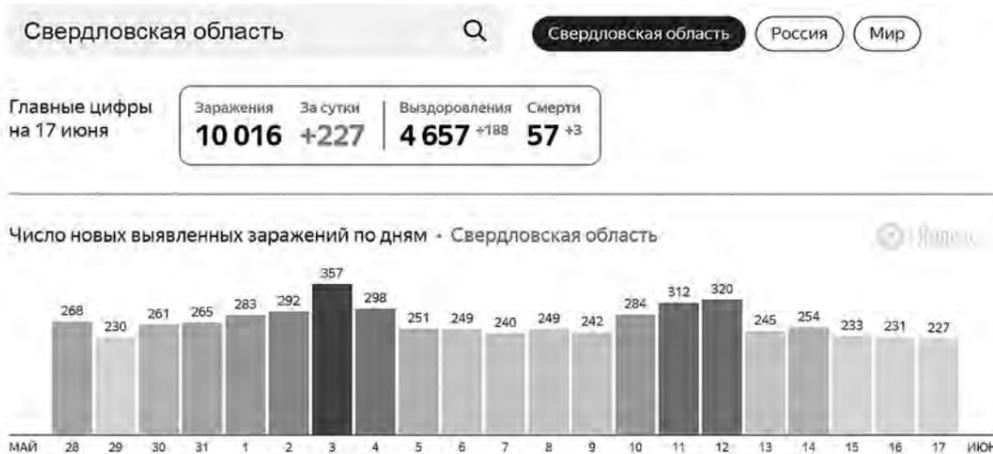 Свердловская область
Свердловская область Россия Мир
Главные цифры
на 17 июня
Заражения За сутки Выздоровления Смерти
10 016 +227 4 657 +188 57 +3
Число новых выявленных заражений по дням • Свердловская область
Яндекс
268 230 261 265 283 292 357 298 251 249 240 249 242 284 312 320 245 254 233 231 227
МАЙ 28 29 30 31 1 2 3 4 5 6 7 8 9 10 11 12 13 14 15 16 17 ИЮН